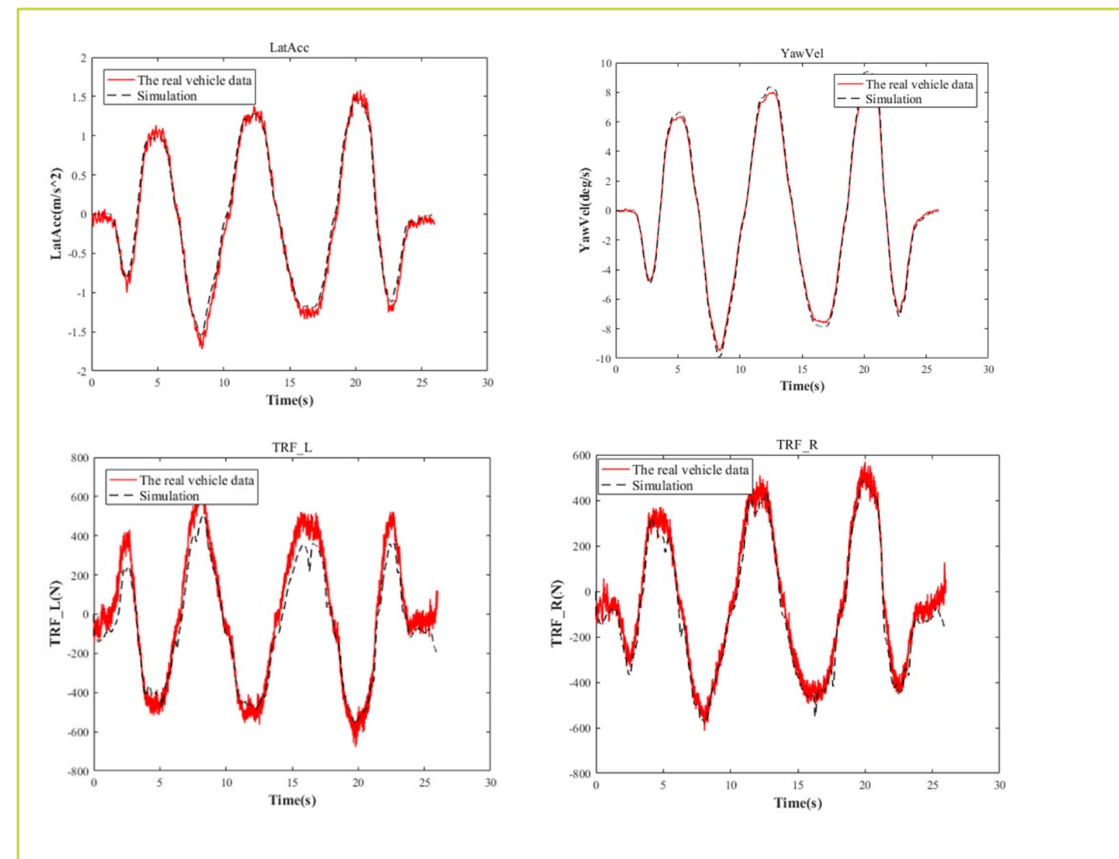 LatAcc
2
1.5
1
0.5
0
-0.5
-1
-1.5
-2
LatAcc(m/s^2)
The real vehicle data
Simulation
0 5 10 15 20 25 30
Time(s)
YawVel
10
8
6
4
2
0
-2
-4
-6
-8
-10
YawVel(deg/s)
The real vehicle data
Simulation
0 5 10 15 20 25 30
Time(s)
TRF_L
800
600
400
200
0
-200
-400
-600
-800
TRF_L(N)
The real vehicle data
Simulation
0 5 10 15 20 25 30
Time(s)
TRF_R
600
400
200
0
-200
-400
-600
-800
TRF_R(N)
The real vehicle data
Simulation
0 5 10 15 20 25 30
Time(s)